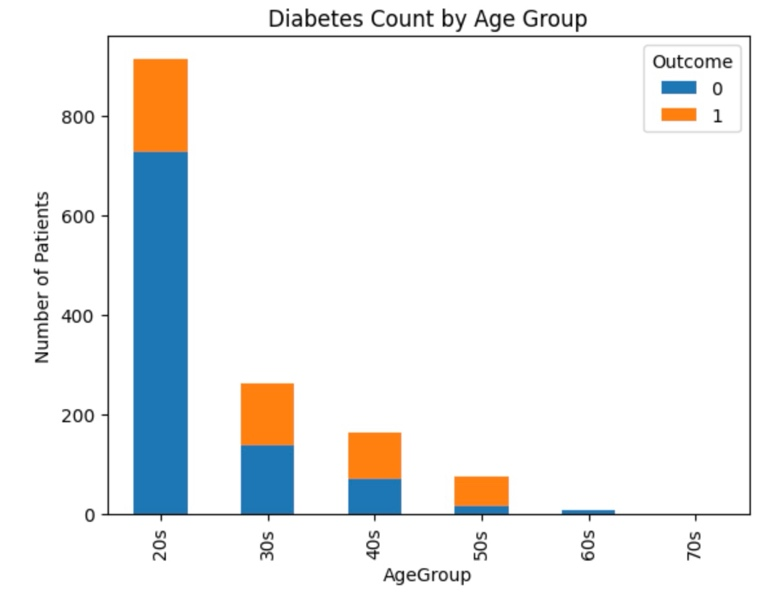 Diabetes Count by Age Group
Outcome
0
1
Number of Patients
800
600
400
200
0
20s
30s
40s
50s
60s
70s
AgeGroup